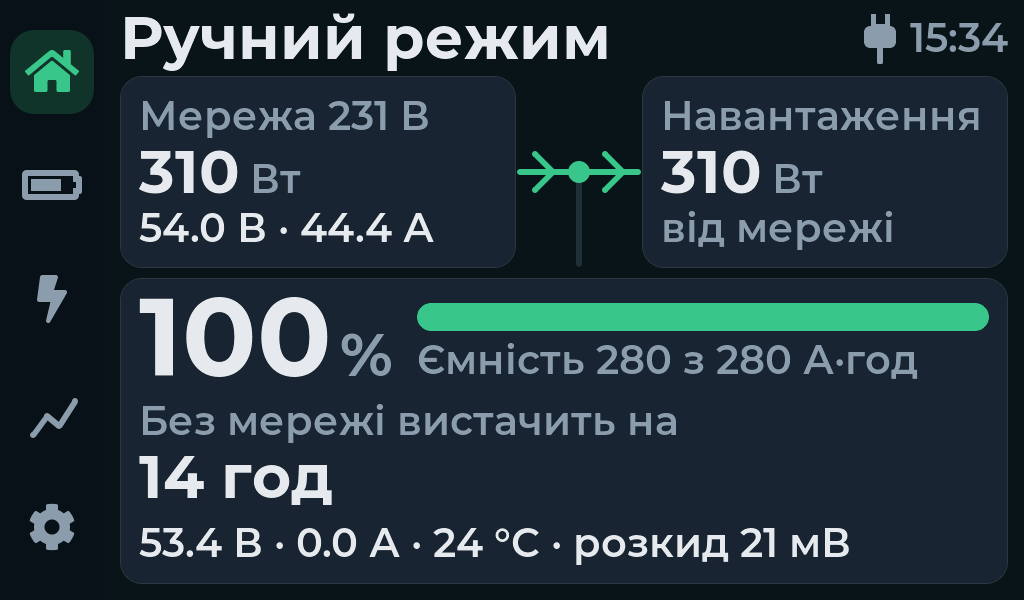 Ручний режим
15:34
Мережа 231 В
310 Вт
54.0 В · 44.4 А
Навантаження
310 Вт
від мережі
100 %
Ємність 280 з 280 А·год
Без мережі вистачить на
14 год
53.4 В · 0.0 А · 24 °C · розкид 21 мВ